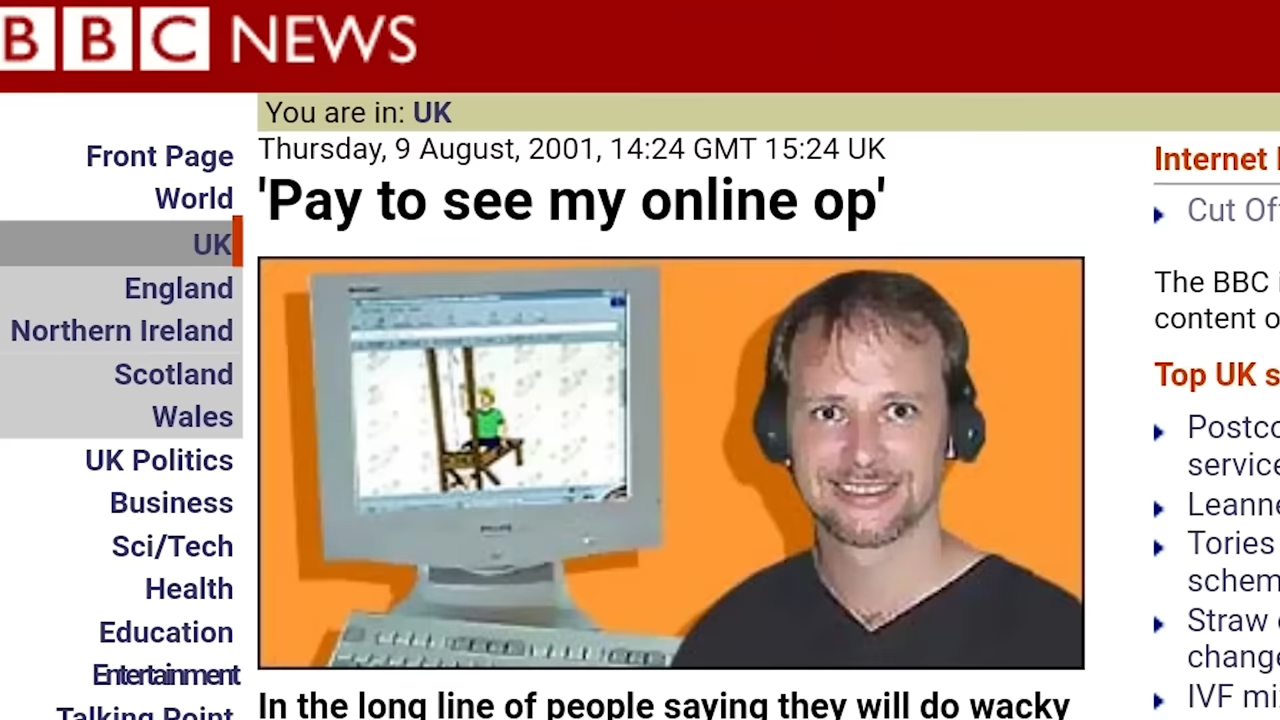 BBC NEWS
You are in: UK
Thursday, 9 August, 2001, 14:24 GMT 15:24 UK
'Pay to see my online op'
Front Page
World
UK
England
Northern Ireland
Scotland
Wales
UK Politics
Business
Sci/Tech
Health
Education
Entertainment
Talking Point
In the long line of people saying they will do wacky
Internet
Cut Of
The BBC
content o
Top UK s
Postco
service
Leanne
Tories
schem
Straw
change
IVF mi